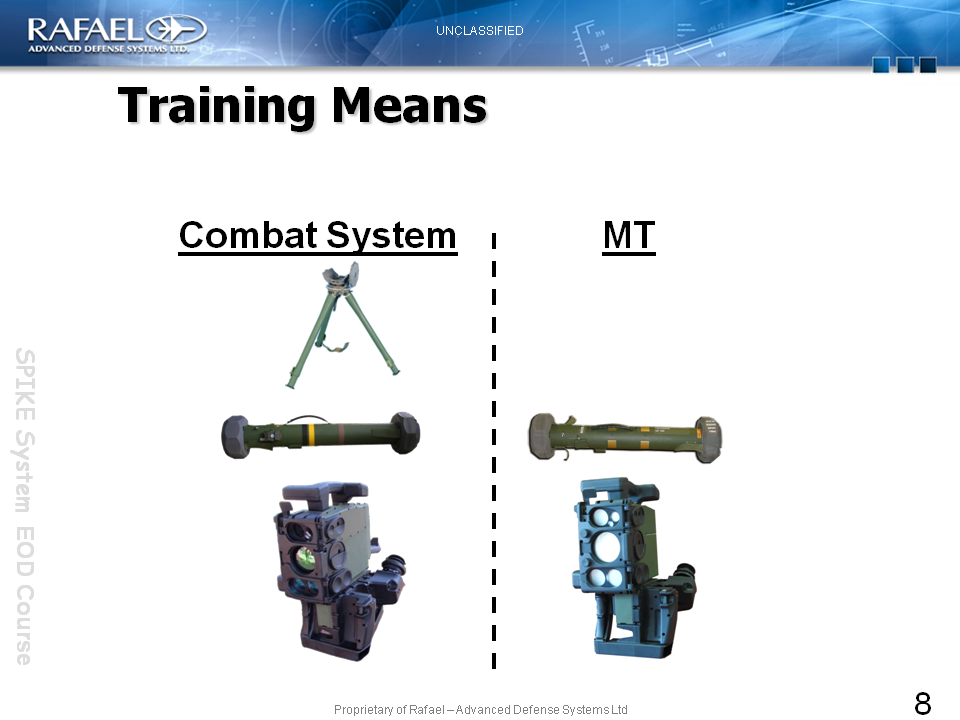 RAFAEL
ADVANCED DEFENSE SYSTEMS LTD.
UNCLASSIFIED
Training Means
Combat System
MT
SPIKE System EOD Course
Proprietary of Rafael – Advanced Defense Systems Ltd
8